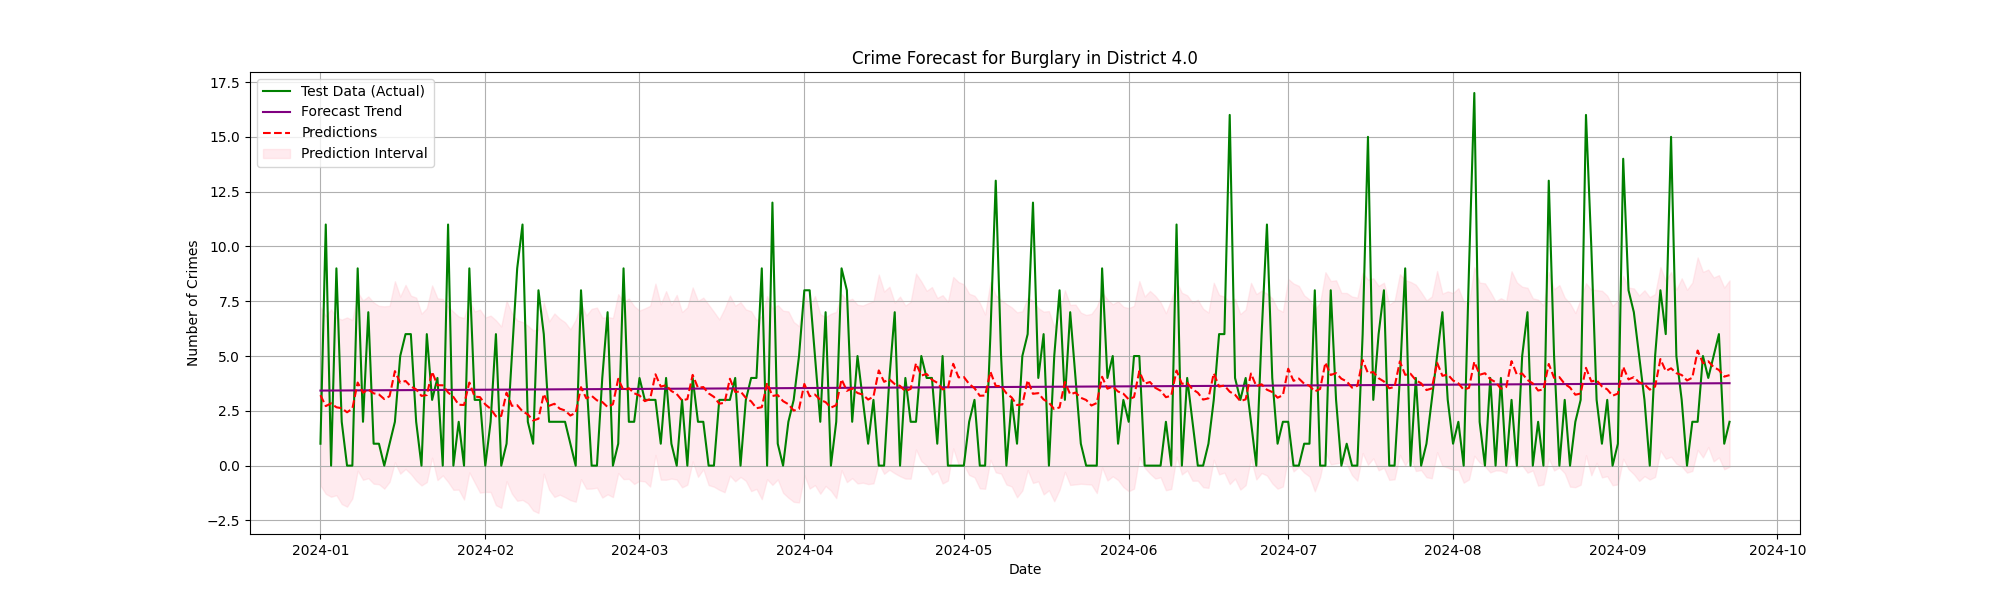 Crime Forecast for Burglary in District 4.0
17.5
15.0
12.5
10.0
7.5
5.0
2.5
0.0
−2.5
Number of Crimes
Test Data (Actual)
Forecast Trend
Predictions
Prediction Interval
2024-01 2024-02 2024-03 2024-04 2024-05 2024-06 2024-07 2024-08 2024-09 2024-10
Date